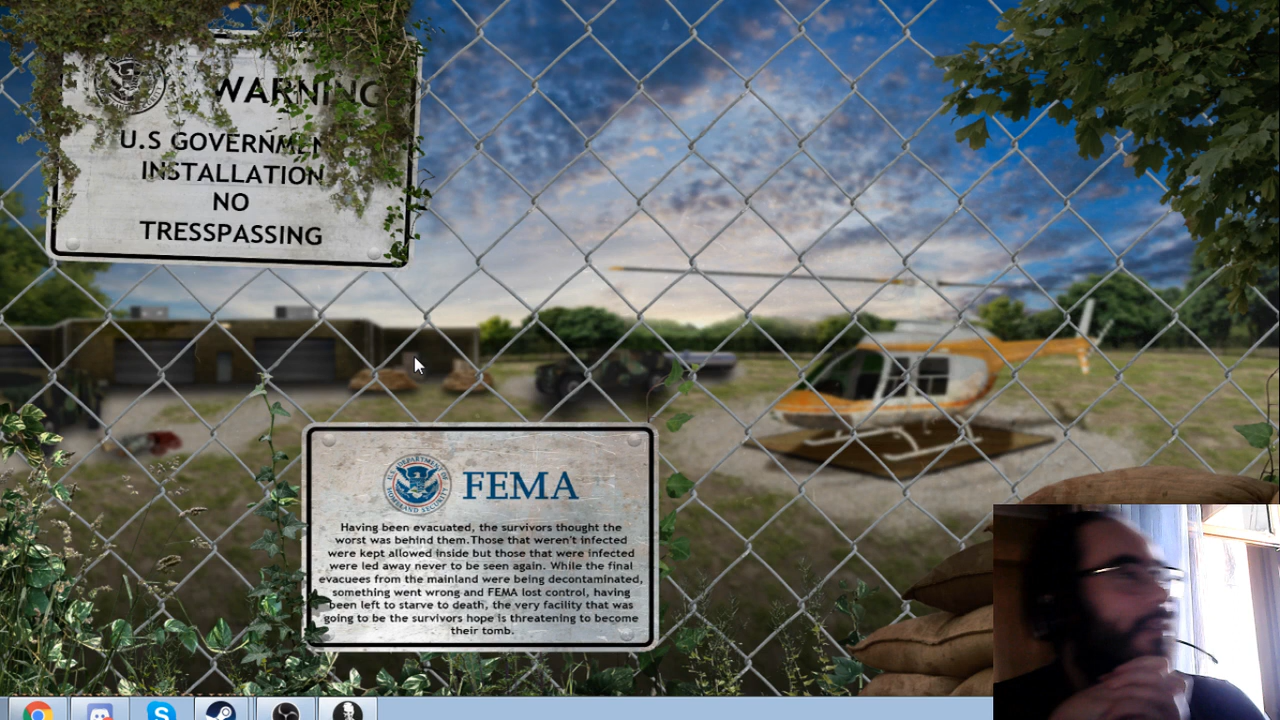 WARNING
U.S GOVERNMENT
INSTALLATION
NO
TRESSPASSING
FEMA
Having been evacuated, the survivors thought the
worst was behind them.Those that weren't infected
were kept allowed inside but those that were infected
were led away never to be seen again. While the final
evacuees from the mainland were being decontaminated,
something went wrong and FEMA lost control, having
been left to starve to death, the very facility that was
going to be the survivors hope is threatening to become
their tomb.